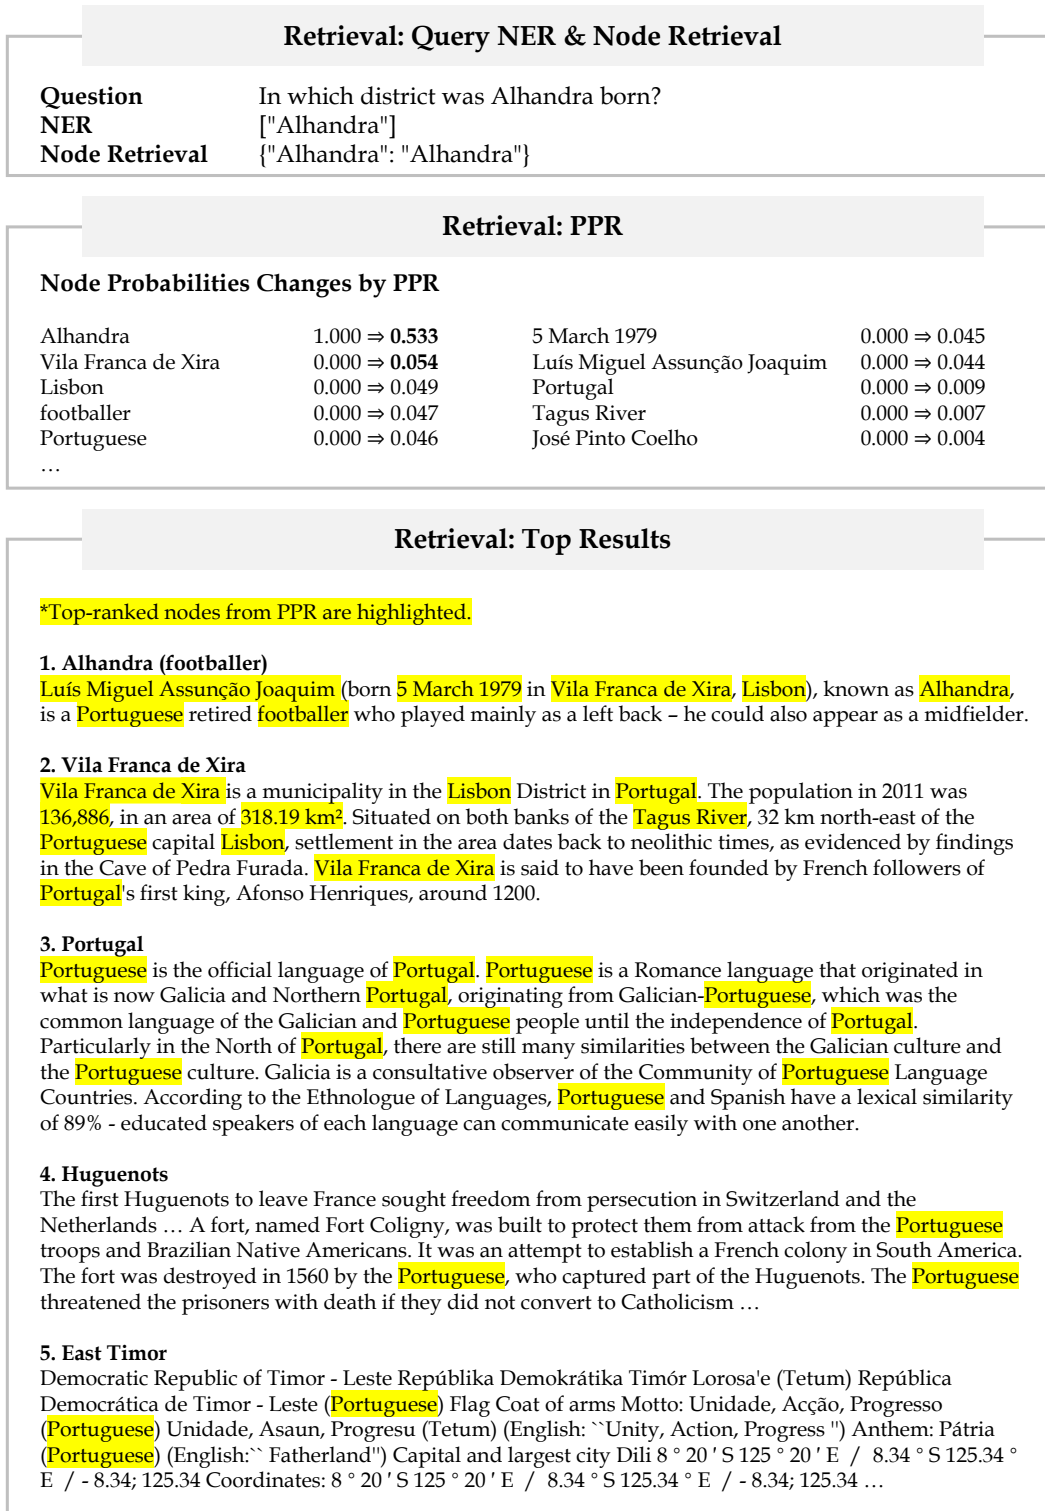 Retrieval: Query NER & Node Retrieval
Question In which district was Alhandra born?
NER ["Alhandra"]
Node Retrieval {"Alhandra": "Alhandra"}
Retrieval: PPR
Node Probabilities Changes by PPR
Alhandra 1.000 ⇒ 0.533 5 March 1979 0.000 ⇒ 0.045
Vila Franca de Xira 0.000 ⇒ 0.054 Luís Miguel Assunção Joaquim 0.000 ⇒ 0.044
Lisbon 0.000 ⇒ 0.049 Portugal 0.000 ⇒ 0.009
footballer 0.000 ⇒ 0.047 Tagus River 0.000 ⇒ 0.007
Portuguese 0.000 ⇒ 0.046 José Pinto Coelho 0.000 ⇒ 0.004
…
Retrieval: Top Results
*Top-ranked nodes from PPR are highlighted.
1. Alhandra (footballer)
Luís Miguel Assunção Joaquim (born 5 March 1979 in Vila Franca de Xira, Lisbon), known as Alhandra,
is a Portuguese retired footballer who played mainly as a left back – he could also appear as a midfielder.
2. Vila Franca de Xira
Vila Franca de Xira is a municipality in the Lisbon District in Portugal. The population in 2011 was
136,886, in an area of 318.19 km². Situated on both banks of the Tagus River, 32 km north-east of the
Portuguese capital Lisbon, settlement in the area dates back to neolithic times, as evidenced by findings
in the Cave of Pedra Furada. Vila Franca de Xira is said to have been founded by French followers of
Portugal's first king, Afonso Henriques, around 1200.
3. Portugal
Portuguese is the official language of Portugal. Portuguese is a Romance language that originated in
what is now Galicia and Northern Portugal, originating from Galician-Portuguese, which was the
common language of the Galician and Portuguese people until the independence of Portugal.
Particularly in the North of Portugal, there are still many similarities between the Galician culture and
the Portuguese culture. Galicia is a consultative observer of the Community of Portuguese Language
Countries. According to the Ethnologue of Languages, Portuguese and Spanish have a lexical similarity
of 89% - educated speakers of each language can communicate easily with one another.
4. Huguenots
The first Huguenots to leave France sought freedom from persecution in Switzerland and the
Netherlands … A fort, named Fort Coligny, was built to protect them from attack from the Portuguese
troops and Brazilian Native Americans. It was an attempt to establish a French colony in South America.
The fort was destroyed in 1560 by the Portuguese, who captured part of the Huguenots. The Portuguese
threatened the prisoners with death if they did not convert to Catholicism …
5. East Timor
Democratic Republic of Timor - Leste Repúblika Demokrátika Timór Lorosa'e (Tetum) República
Democrática de Timor - Leste (Portuguese) Flag Coat of arms Motto: Unidade, Acção, Progresso
(Portuguese) Unidade, Asaun, Progresu (Tetum) (English: ``Unity, Action, Progress '') Anthem: Pátria
(Portuguese) (English:`` Fatherland'') Capital and largest city Dili 8 ° 20 ′ S 125 ° 20 ′ E / 8.34 ° S 125.34 °
E / - 8.34; 125.34 Coordinates: 8 ° 20 ′ S 125 ° 20 ′ E / 8.34 ° S 125.34 ° E / - 8.34; 125.34 …